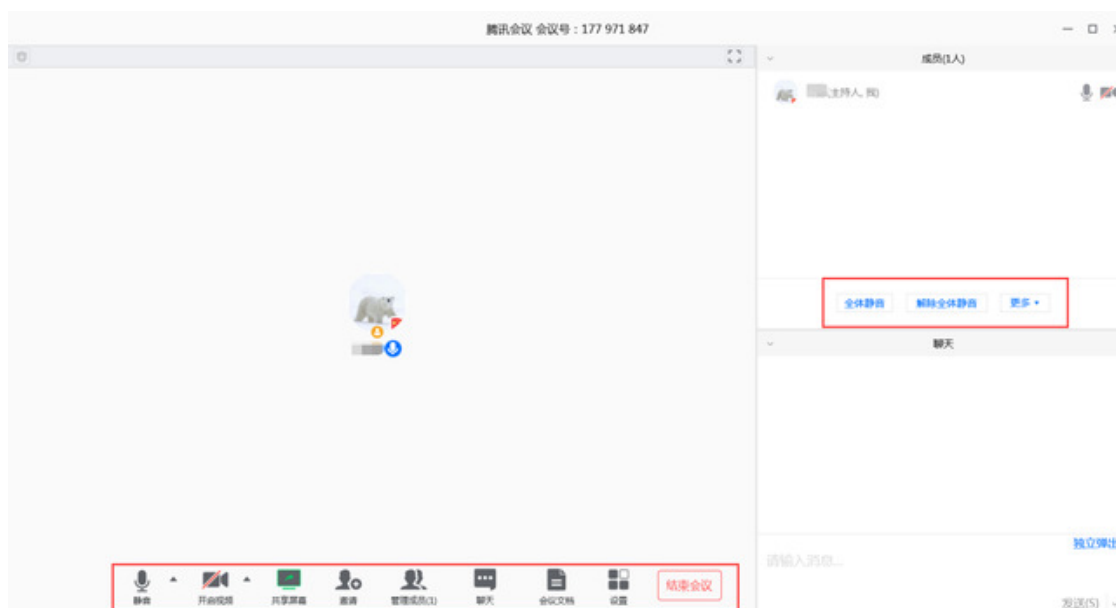 腾讯会议 会议号：177 971 847
成员(1人)
(主持人, 我)
全体静音 解除全体静音 更多
聊天
独立弹出
请输入消息...
发送(S)
静音 开启视频 共享屏幕 邀请 管理成员(1) 聊天 会议文档 设置 结束会议